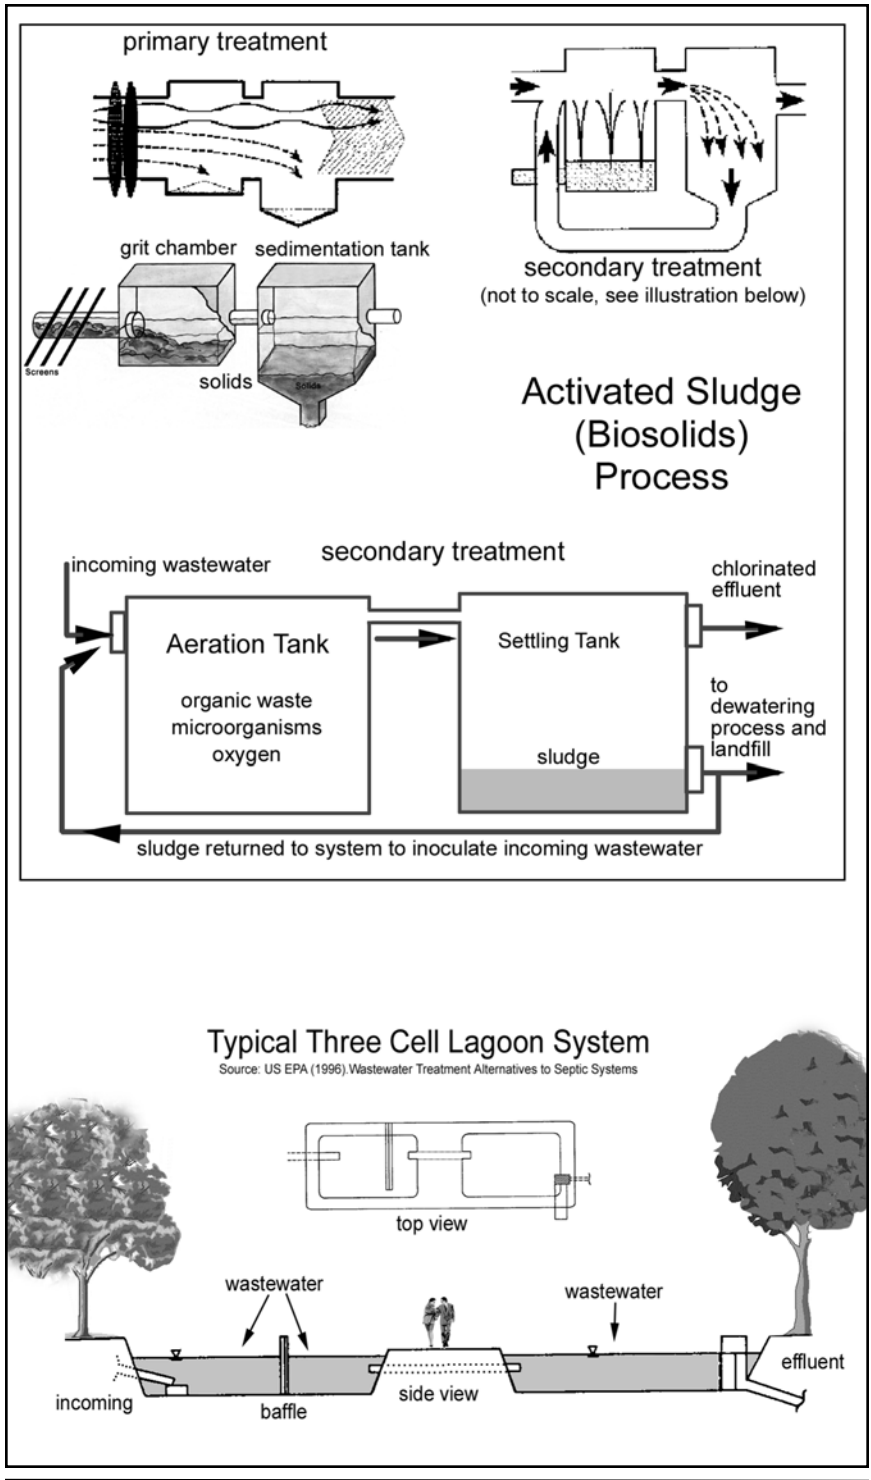 primary treatment
grit chamber
sedimentation tank
Screens
solids
Solids
secondary treatment
(not to scale, see illustration below)
Activated Sludge
(Biosolids)
Process
secondary treatment
incoming wastewater
chlorinated
effluent
Aeration Tank
organic waste
microorganisms
oxygen
Settling Tank
sludge
to
dewatering
process and
landfill
sludge returned to system to inoculate incoming wastewater
Typical Three Cell Lagoon System
Source: US EPA (1996).Wastewater Treatment Alternatives to Septic Systems
top view
wastewater
wastewater
incoming
baffle
side view
effluent